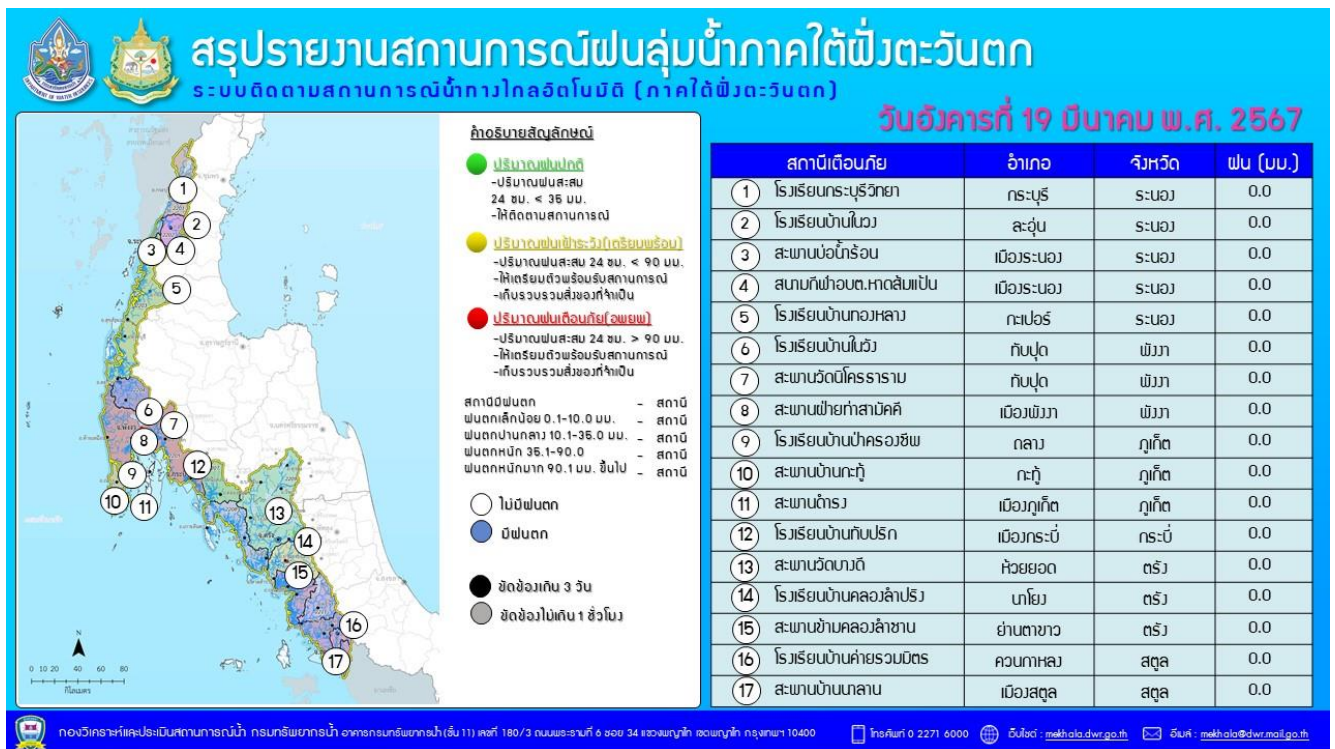 สรุปรายงานสถานการณ์ฝนลุ่มน้ำภาคใต้ฝั่งตะวันตก
ระบบติดตามสถานการณ์น้ำทางไกลอัตโนมัติ (ภาคใต้ฝั่งตะวันตก)
วันอังคารที่ 19 มีนาคม พ.ศ. 2567
คำอธิบายสัญลักษณ์
ปริมาณฝนปกติ
-ปริมาณฝนสะสม
24 ชม. < 35 มม.
-ให้ติดตามสถานการณ์
ปริมาณฝนเฝ้าระวัง(เตรียมพร้อม)
-ปริมาณฝนสะสม 24 ชม. < 90 มม.
-ให้เตรียมตัวพร้อมรับสถานการณ์
-เก็บรวบรวมสิ่งของที่จำเป็น
ปริมาณฝนเตือนภัย(อพยพ)
-ปริมาณฝนสะสม 24 ชม. > 90 มม.
-ให้เตรียมตัวพร้อมรับสถานการณ์
-เก็บรวบรวมสิ่งของที่จำเป็น
สถานีมีฝนตก - สถานี
ฝนตกเล็กน้อย 0.1-10.0 มม. - สถานี
ฝนตกปานกลาง 10.1-35.0 มม. - สถานี
ฝนตกหนัก 35.1-90.0 - สถานี
ฝนตกหนักมาก 90.1 มม. ขึ้นไป - สถานี
ไม่มีฝนตก
มีฝนตก
ขัดข้องเกิน 3 วัน
ขัดข้องไม่เกิน 1 ชั่วโมง
1
2
3 4
5
6
7
8
9
12
10 11
13
14
15
16
17
N
0 10 20 40 60 80
กิโลเมตร
สถานีเตือนภัย อำเภอ จังหวัด ฝน (มม.)
1 โรงเรียนกระบุรีวิทยา กระบุรี ระนอง 0.0
2 โรงเรียนบ้านในวง ละอุ่น ระนอง 0.0
3 สะพานบ่อน้ำร้อน เมืองระนอง ระนอง 0.0
4 สนามกีฬาอบต.หาดส้มแป้น เมืองระนอง ระนอง 0.0
5 โรงเรียนบ้านทองหลาง กะเปอร์ ระนอง 0.0
6 โรงเรียนบ้านในวัง ทับปุด พังงา 0.0
7 สะพานวัดนิโครธาราม ทับปุด พังงา 0.0
8 สะพานฝ่ายท่าสามัคคี เมืองพังงา พังงา 0.0
9 โรงเรียนบ้านป่าครองชีพ ถลาง ภูเก็ต 0.0
10 สะพานบ้านกะทู้ กะทู้ ภูเก็ต 0.0
11 สะพานดำรง เมืองภูเก็ต ภูเก็ต 0.0
12 โรงเรียนบ้านทับปริก เมืองกระบี่ กระบี่ 0.0
13 สะพานวัดบางดี ห้วยยอด ตรัง 0.0
14 โรงเรียนบ้านคลองลำปริง นาโยง ตรัง 0.0
15 สะพานข้ามคลองลำชาน ย่านตาขาว ตรัง 0.0
16 โรงเรียนบ้านค่ายรวมมิตร ควนกาหลง สตูล 0.0
17 สะพานบ้านนาลาน เมืองสตูล สตูล 0.0
กองวิเคราะห์และประเมินสถานการณ์น้ำ กรมทรัพยากรน้ำ อาคารกรมทรัพยากรน้ำ (ชั้น 11) เลขที่ 180/3 ถนนพระรามที่ 6 ซอย 34 แขวงพญาไท เขตพญาไท กรุงเทพฯ 10400 โทรศัพท์ 0 2271 6000 เว็บไซต์ : mekhala.dwr.go.th อีเมล์ : mekhala@dwr.mail.go.th